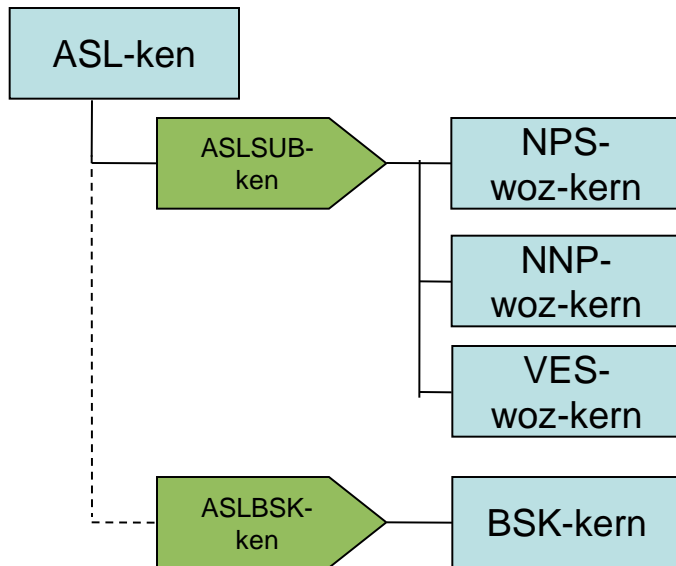 ASL-ken
ASLSUB-
ken
NPS-
woz-kern
NNP-
woz-kern
VES-
woz-kern
ASLBSK-
ken
BSK-kern